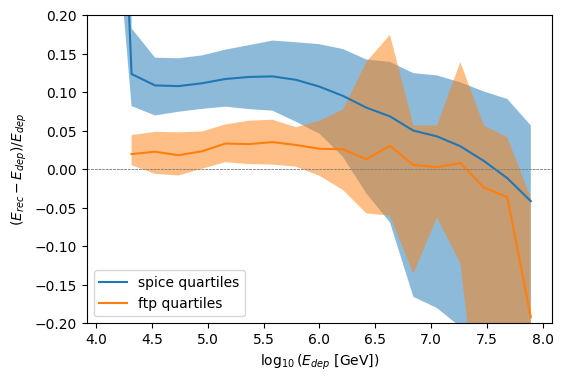 0.20
0.15
0.10
0.05
0.00
−0.05
−0.10
−0.15
−0.20
(E_rec − E_dep)/E_dep
spice quartiles
ftp quartiles
4.0 4.5 5.0 5.5 6.0 6.5 7.0 7.5 8.0
log10(E_dep [GeV])